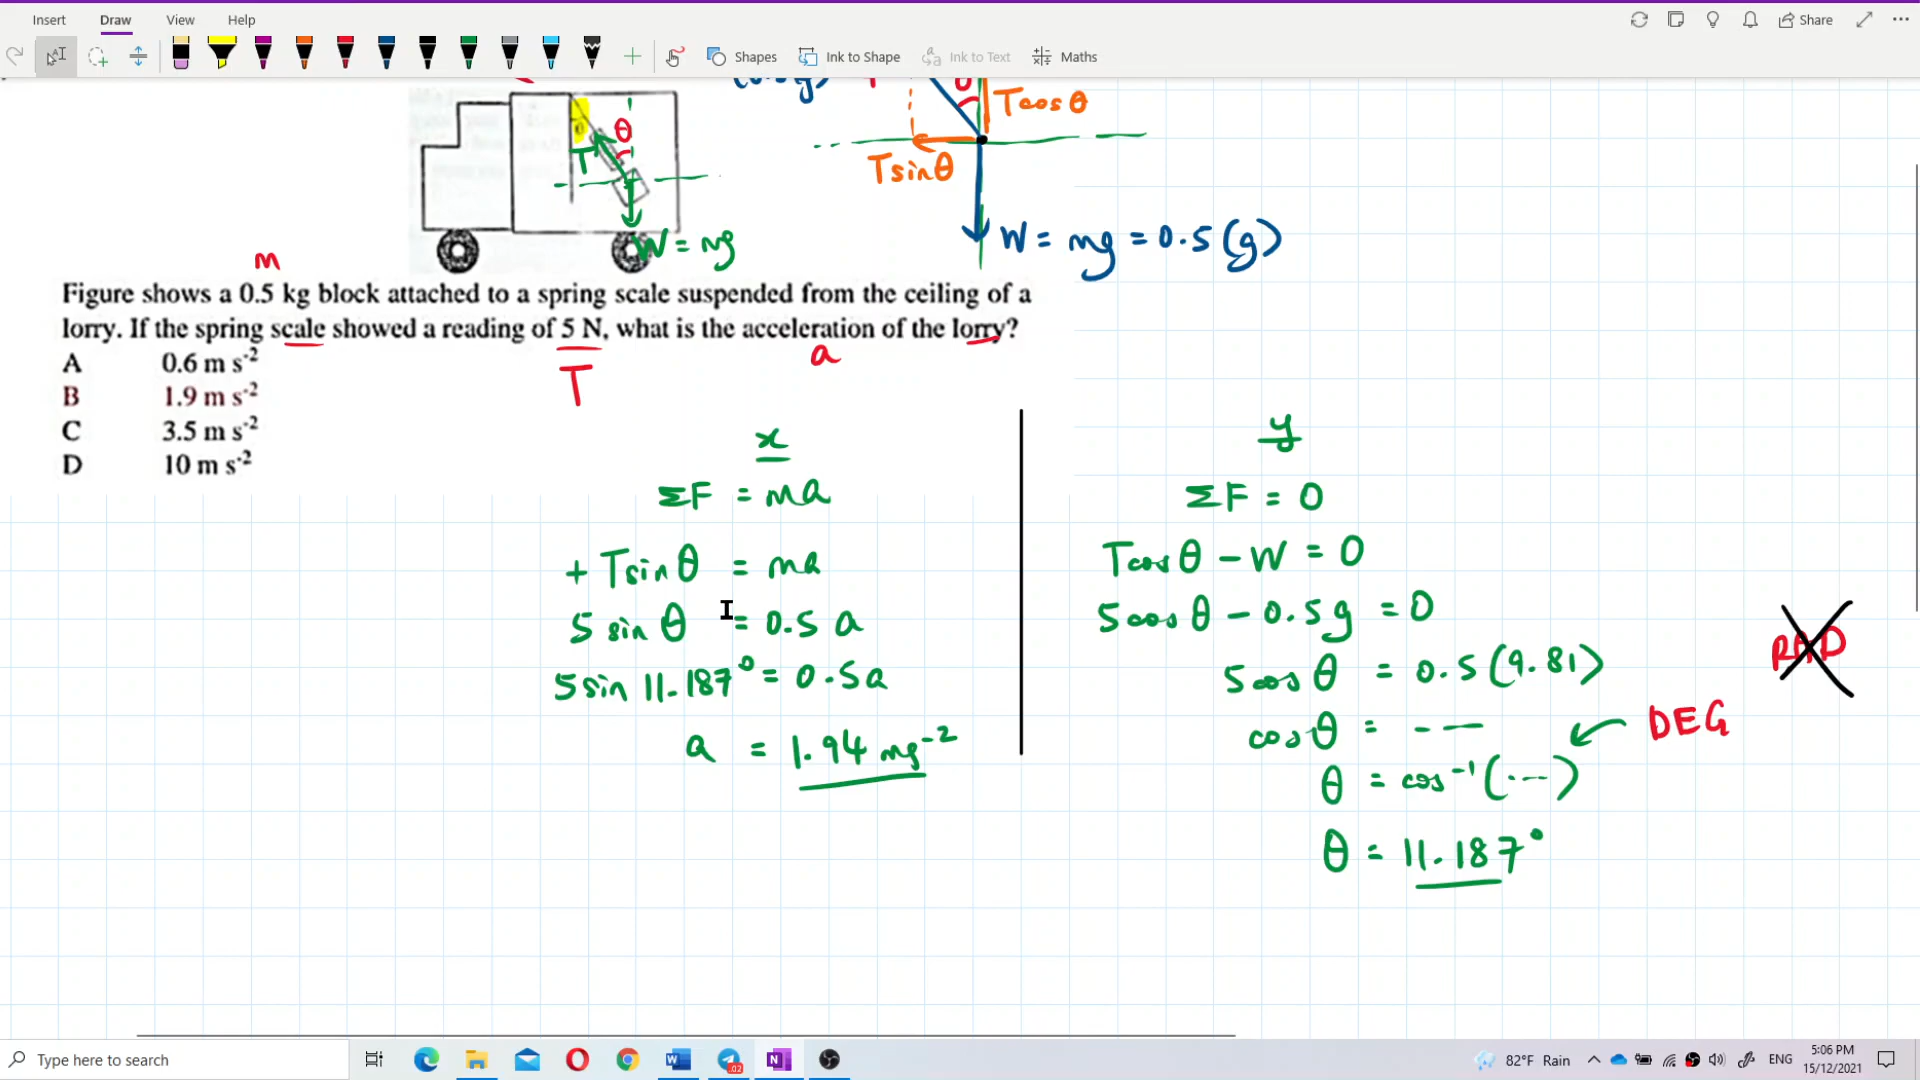 Insert Draw View Help
Share
Shapes Ink to Shape Ink to Text Maths
θ
θ
T
W = mg
Tcosθ
Tsinθ
W = mg = 0.5 (g)
m
Figure shows a 0.5 kg block attached to a spring scale suspended from the ceiling of a
lorry. If the spring scale showed a reading of 5 N, what is the acceleration of the lorry?
T
a
A 0.6 m s⁻²
B 1.9 m s⁻²
C 3.5 m s⁻²
D 10 m s⁻²
x
ΣF = ma
+ Tsin θ = ma
5 sin θ = 0.5 a
5 sin 11.187° = 0.5a
a = 1.94 ms⁻²
y
ΣF = 0
Tcos θ - W = 0
5cos θ - 0.5g = 0
5cos θ = 0.5 (9.81)
cos θ = - —
θ = cos⁻¹ (·--)
θ = 11.187°
RAD
DEG
Type here to search
.02
82°F Rain
ENG
5:06 PM
15/12/2021